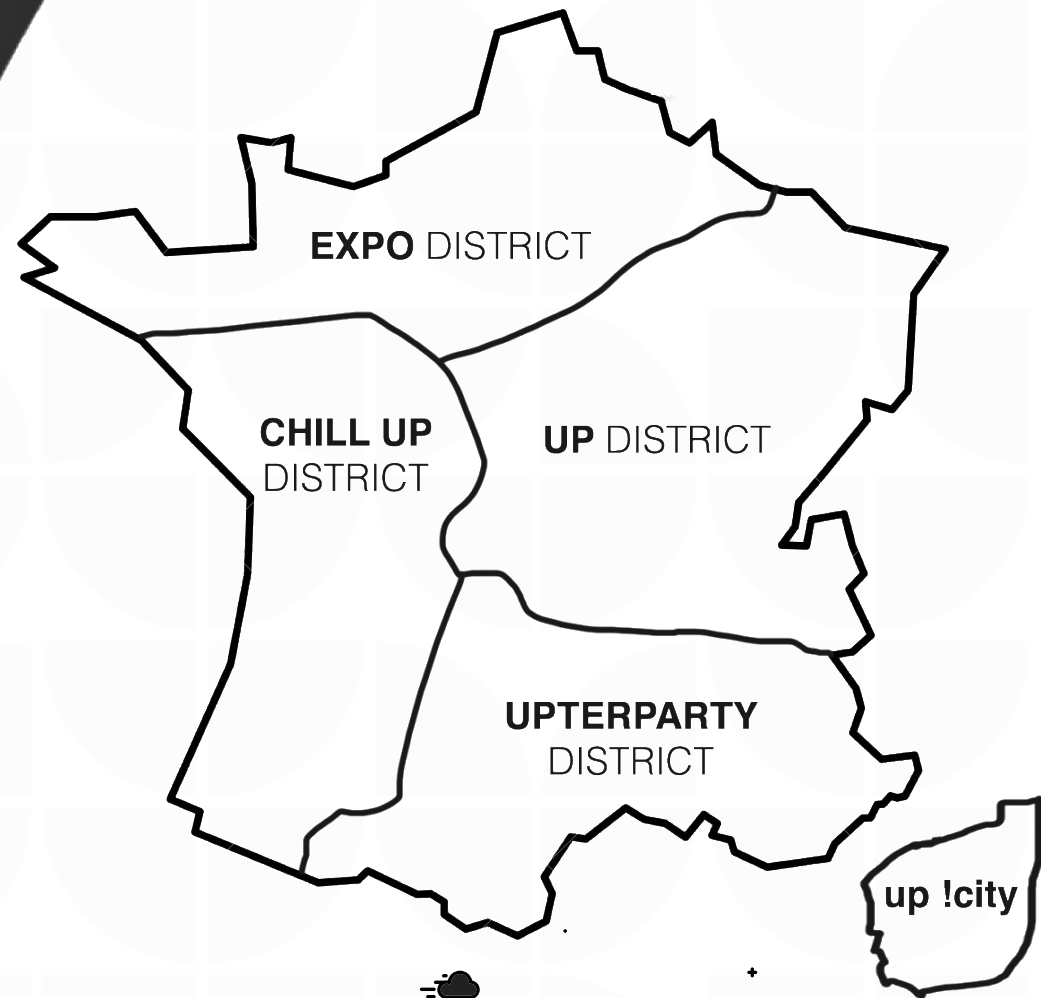 EXPO DISTRICT
CHILL UP
DISTRICT
UP DISTRICT
UPTERPARTY
DISTRICT
up !city